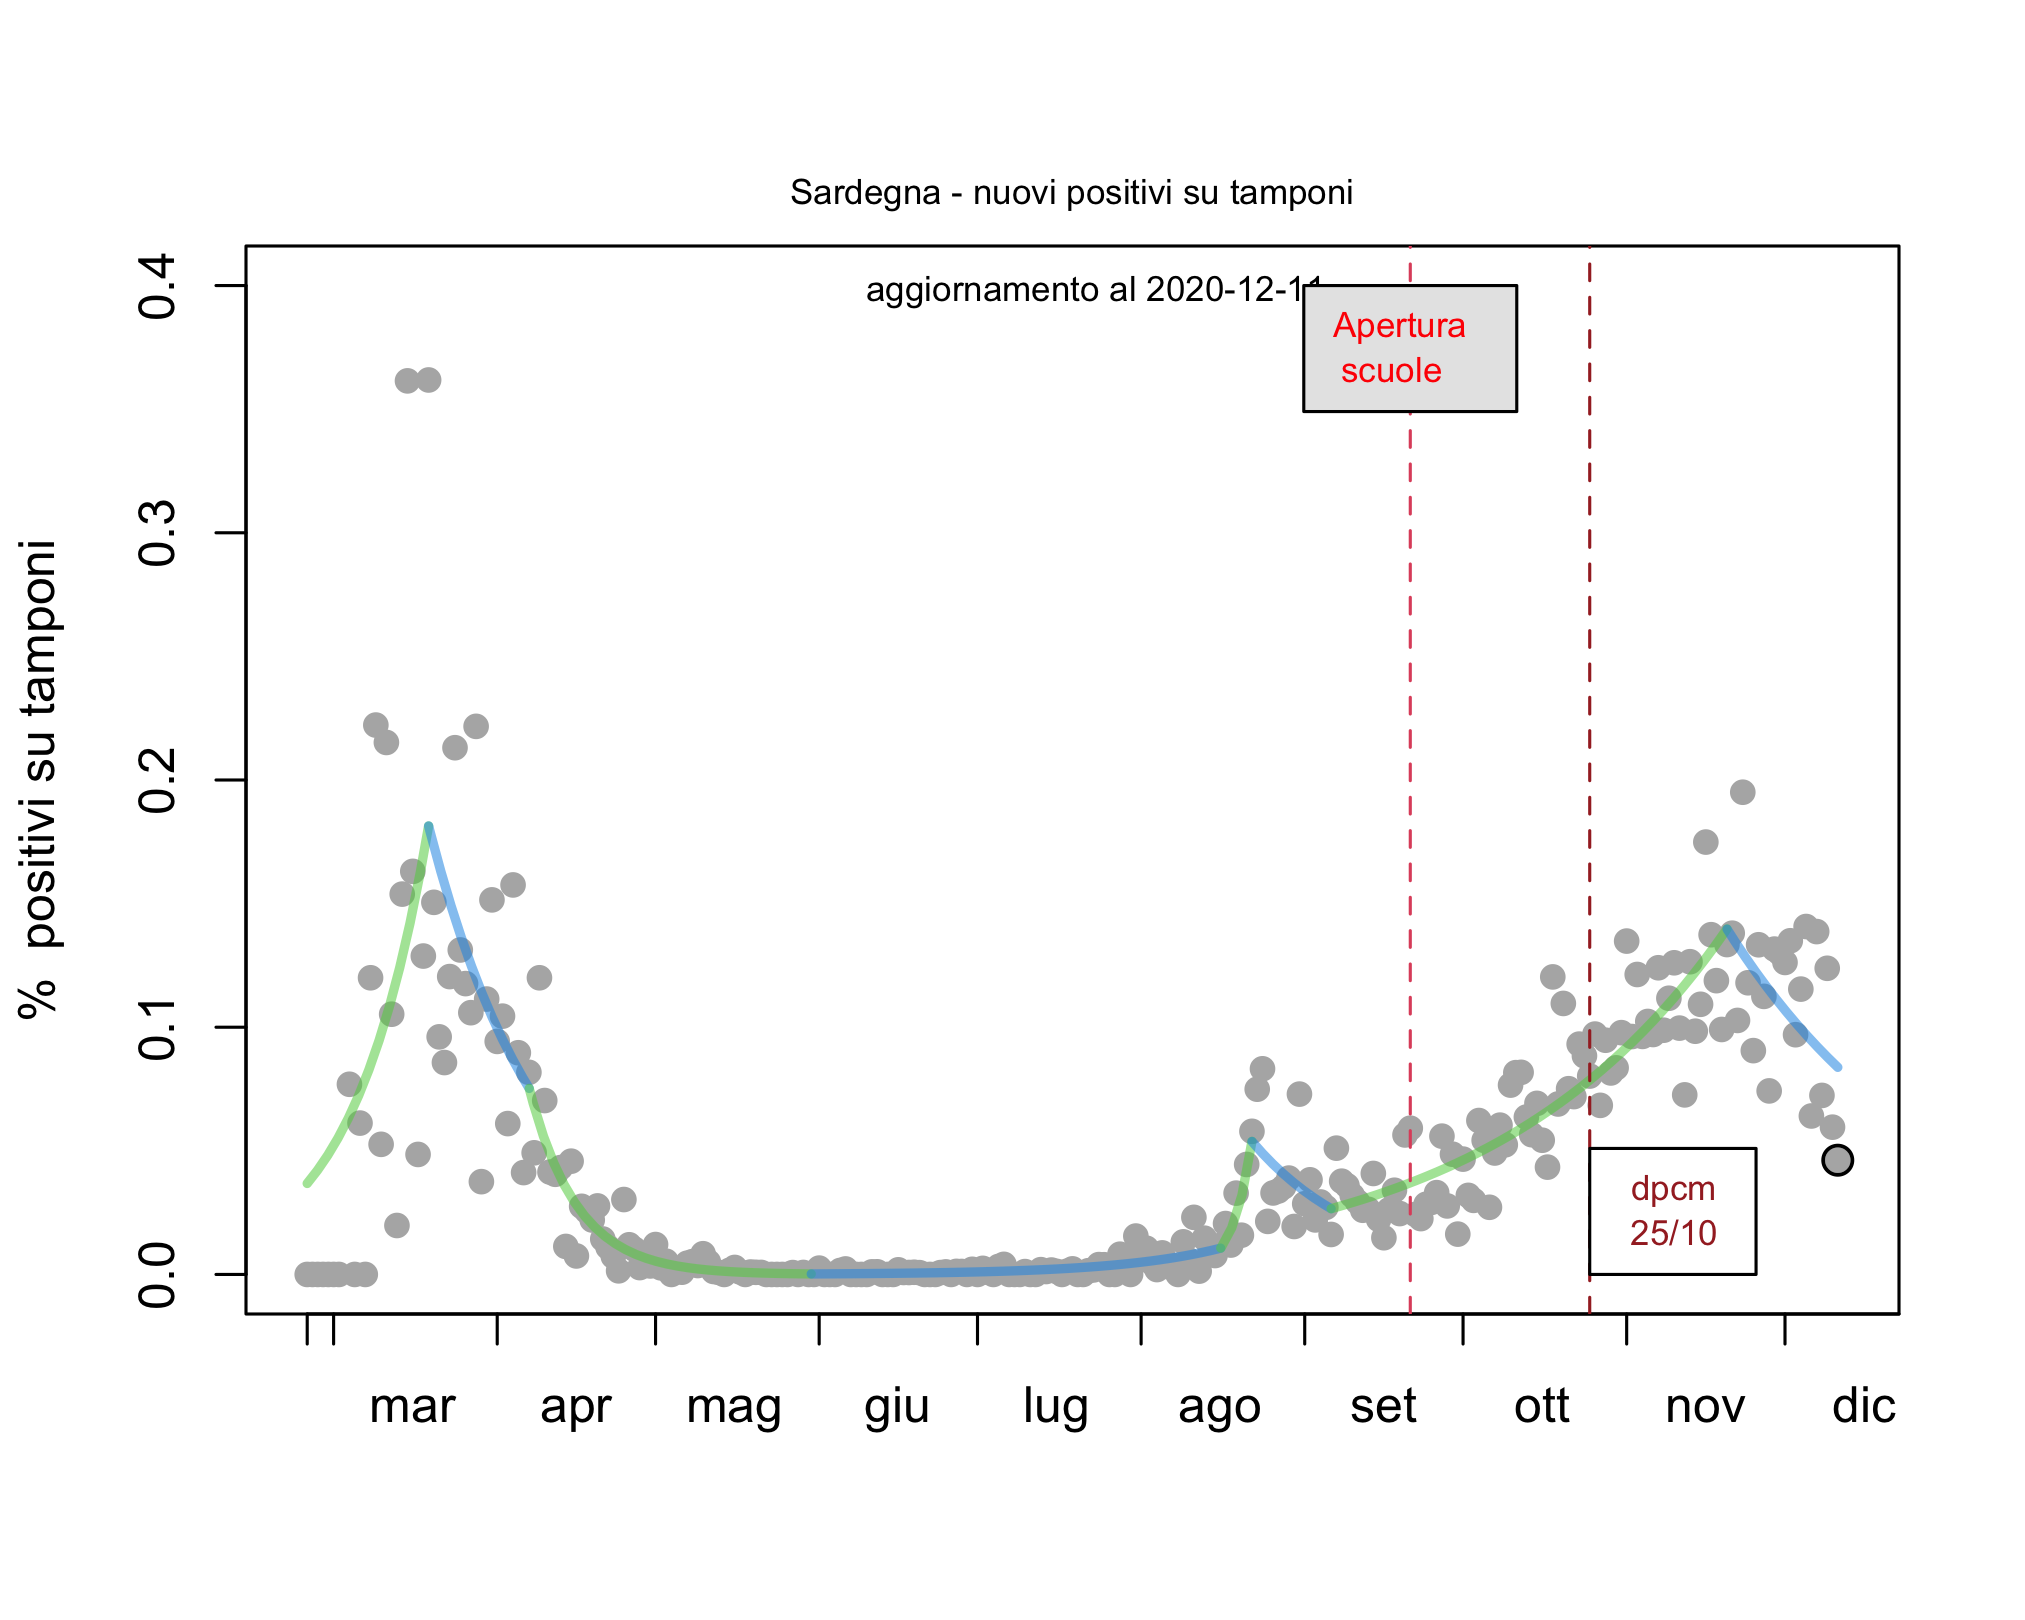 Sardegna - nuovi positivi su tamponi
aggiornamento al 2020-12-11
Apertura
scuole
dpcm
25/10
% positivi su tamponi
0.4
0.3
0.2
0.1
0.0
mar apr mag giu lug ago set ott nov dic